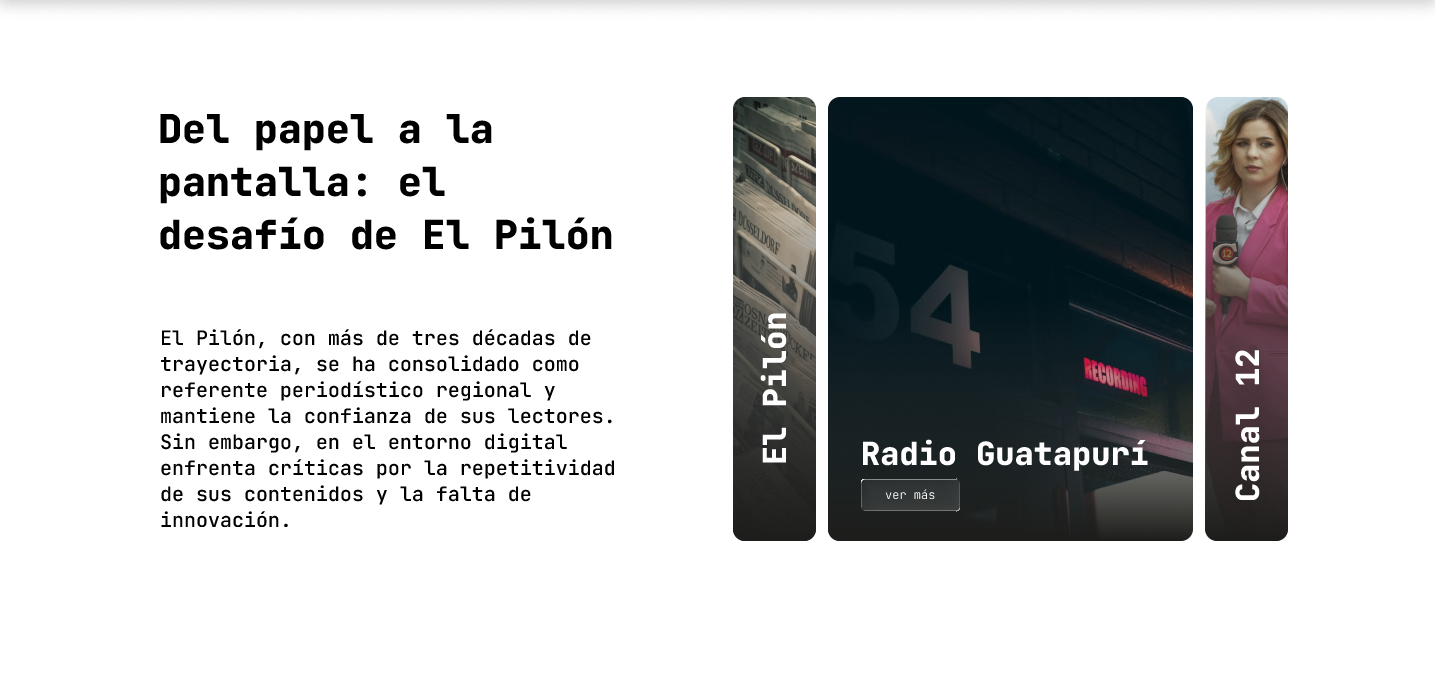 Del papel a la
pantalla: el
desafío de El Pilón
El Pilón, con más de tres décadas de
trayectoria, se ha consolidado como
referente periodístico regional y
mantiene la confianza de sus lectores.
Sin embargo, en el entorno digital
enfrenta críticas por la repetitividad
de sus contenidos y la falta de
innovación.
DÜSSELDORF
El Pilón
54
RECORDING
Radio Guatapurí
ver más
12
Canal 12